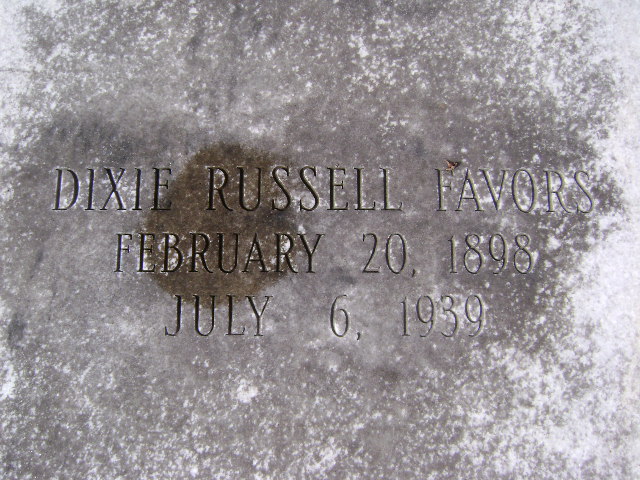 DIXIE RUSSELL FAVORS
FEBRUARY 20, 1898
JULY 6, 1939